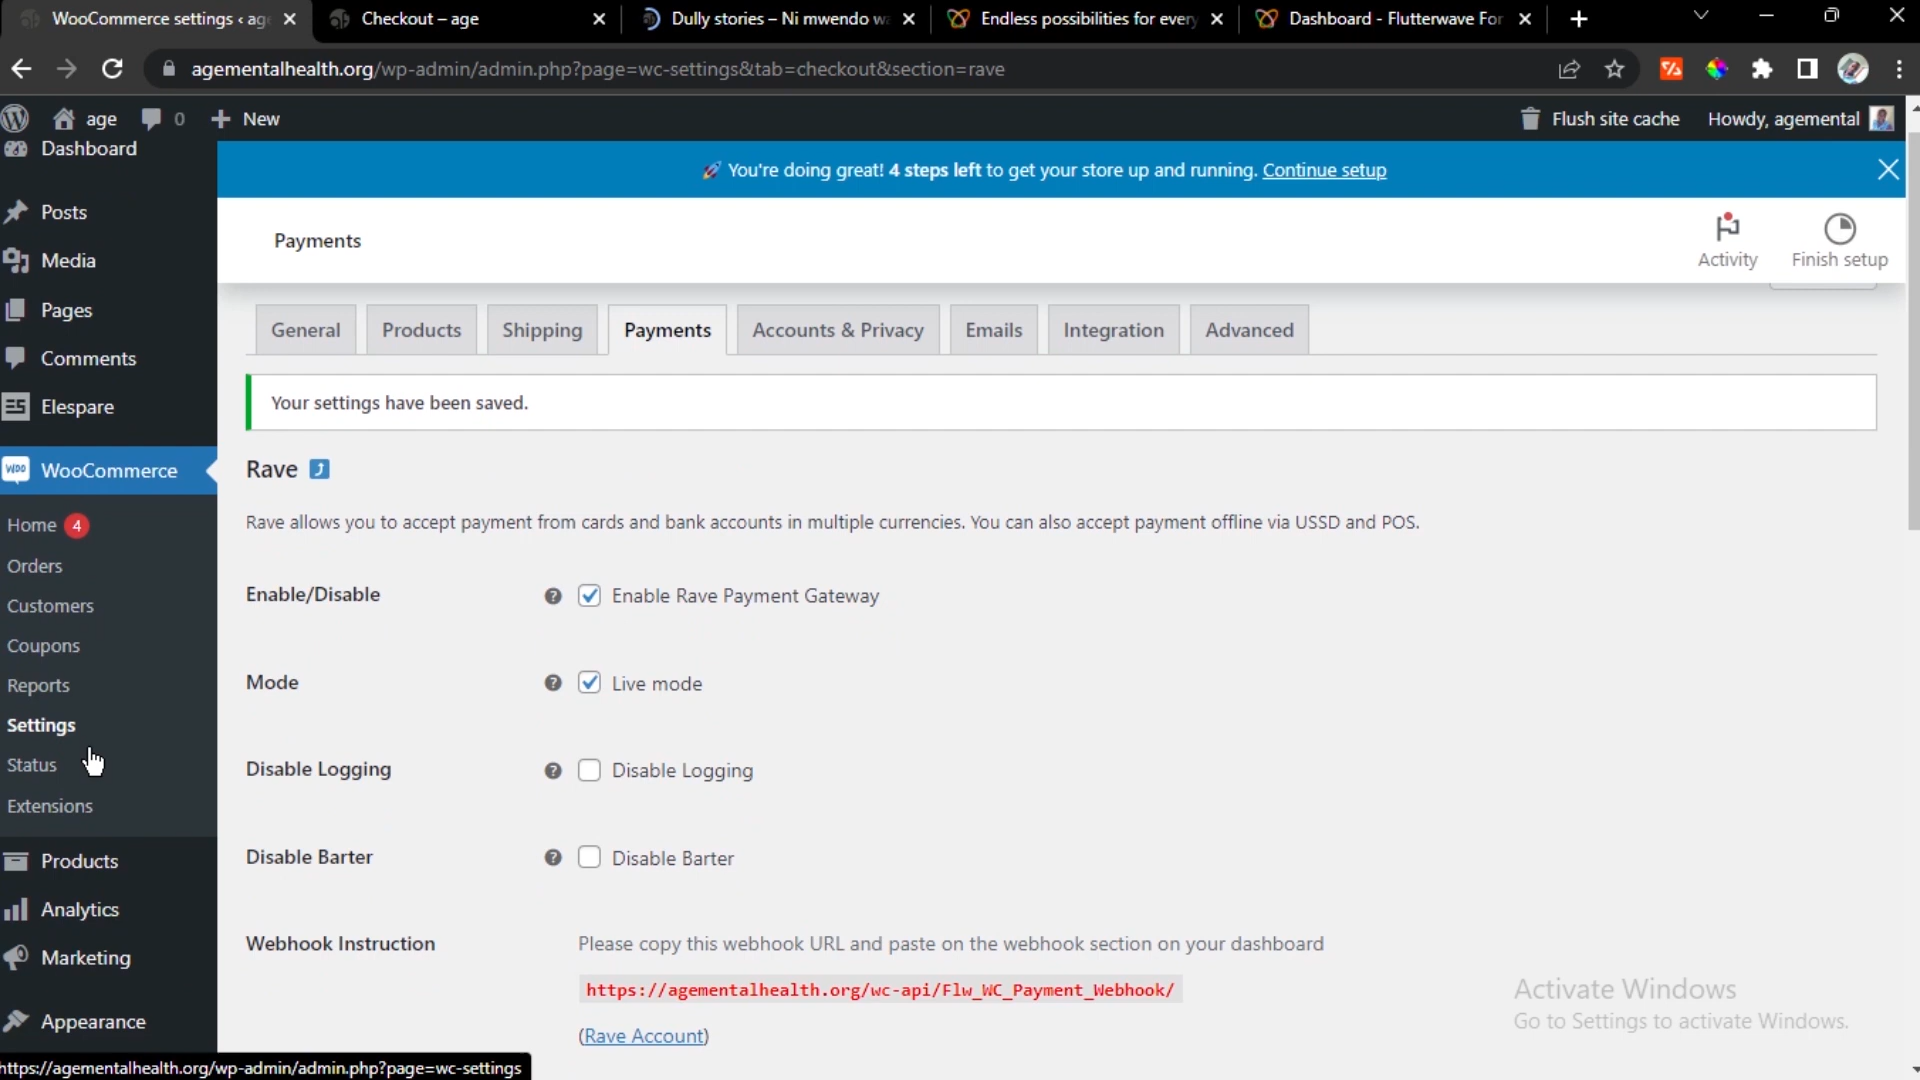 WooCommerce settings ‹ age
Checkout – age
Dully stories – Ni mwendo wa
Endless possibilities for every
Dashboard - Flutterwave For
agementalhealth.org/wp-admin/admin.php?page=wc-settings&tab=checkout&section=rave
age
0
New
Flush site cache
Howdy, agemental
Dashboard
Posts
Media
Pages
Comments
Elespare
WooCommerce
Home 4
Orders
Customers
Coupons
Reports
Settings
Status
Extensions
Products
Analytics
Marketing
Appearance
https://agementalhealth.org/wp-admin/admin.php?page=wc-settings
🚀 You're doing great! 4 steps left to get your store up and running. Continue setup
Payments
Activity
Finish setup
General
Products
Shipping
Payments
Accounts & Privacy
Emails
Integration
Advanced
Your settings have been saved.
Rave
Rave allows you to accept payment from cards and bank accounts in multiple currencies. You can also accept payment offline via USSD and POS.
Enable/Disable
Enable Rave Payment Gateway
Mode
Live mode
Disable Logging
Disable Logging
Disable Barter
Disable Barter
Webhook Instruction
Please copy this webhook URL and paste on the webhook section on your dashboard
https://agementalhealth.org/wc-api/Flw_WC_Payment_Webhook/
(Rave Account)
Activate Windows
Go to Settings to activate Windows.